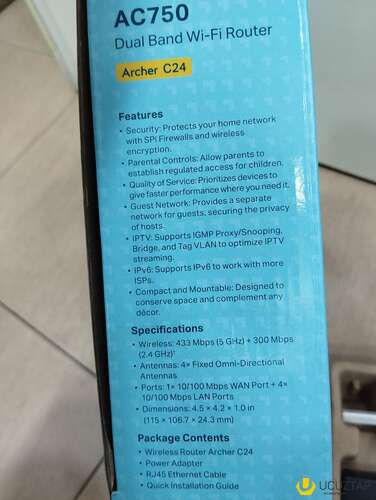 AC750
Dual Band Wi-Fi Router
Archer C24
Features
• Security: Protects your home network
with SPI Firewalls and wireless
encryption.
• Parental Controls: Allow parents to
establish regulated access for children.
• Quality of Service: Prioritizes devices to
give faster performance where you need it.
• Guest Network: Provides a separate
network for guests, securing the privacy
of hosts.
• IPTV: Supports IGMP Proxy/Snooping,
Bridge, and Tag VLAN to optimize IPTV
streaming.
• IPv6: Supports IPv6 to work with more
ISPs.
• Compact and Mountable: Designed to
conserve space and complement any
décor.
Specifications
• Wireless: 433 Mbps (5 GHz) + 300 Mbps
(2.4 GHz)¹
• Antennas: 4× Fixed Omni-Directional
Antennas
• Ports: 1× 10/100 Mbps WAN Port + 4×
10/100 Mbps LAN Ports
• Dimensions: 4.5 × 4.2 × 1.0 in
(115 × 106.7 × 24.3 mm)
Package Contents
• Wireless Router Archer C24
• Power Adapter
• RJ45 Ethernet Cable
• Quick Installation Guide
UCUZTAP